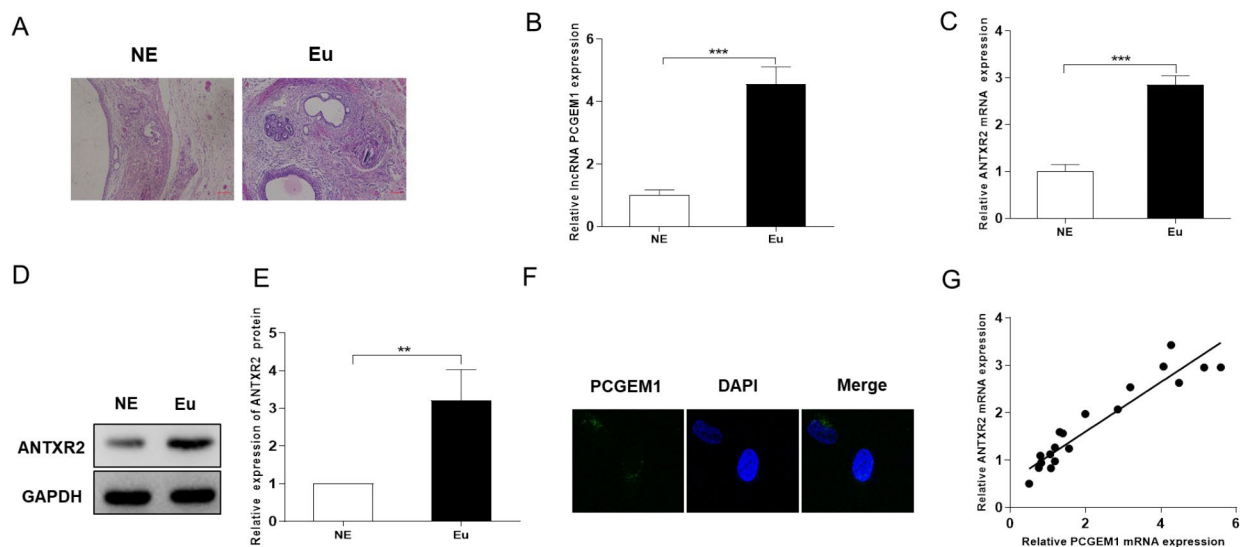 A
NE
Eu
B
Relative lncRNA PCGEM1 expression
6
4
2
0
***
NE
Eu
C
Relative ANTXR2 mRNA expression
4
3
2
1
0
***
NE
Eu
D
NE
Eu
ANTXR2
GAPDH
E
Relative expression of ANTXR2 protein
5
4
3
2
1
0
**
NE
Eu
F
PCGEM1
DAPI
Merge
G
Relative ANTXR2 mRNA expression
4
3
2
1
0
0
2
4
6
Relative PCGEM1 mRNA expression